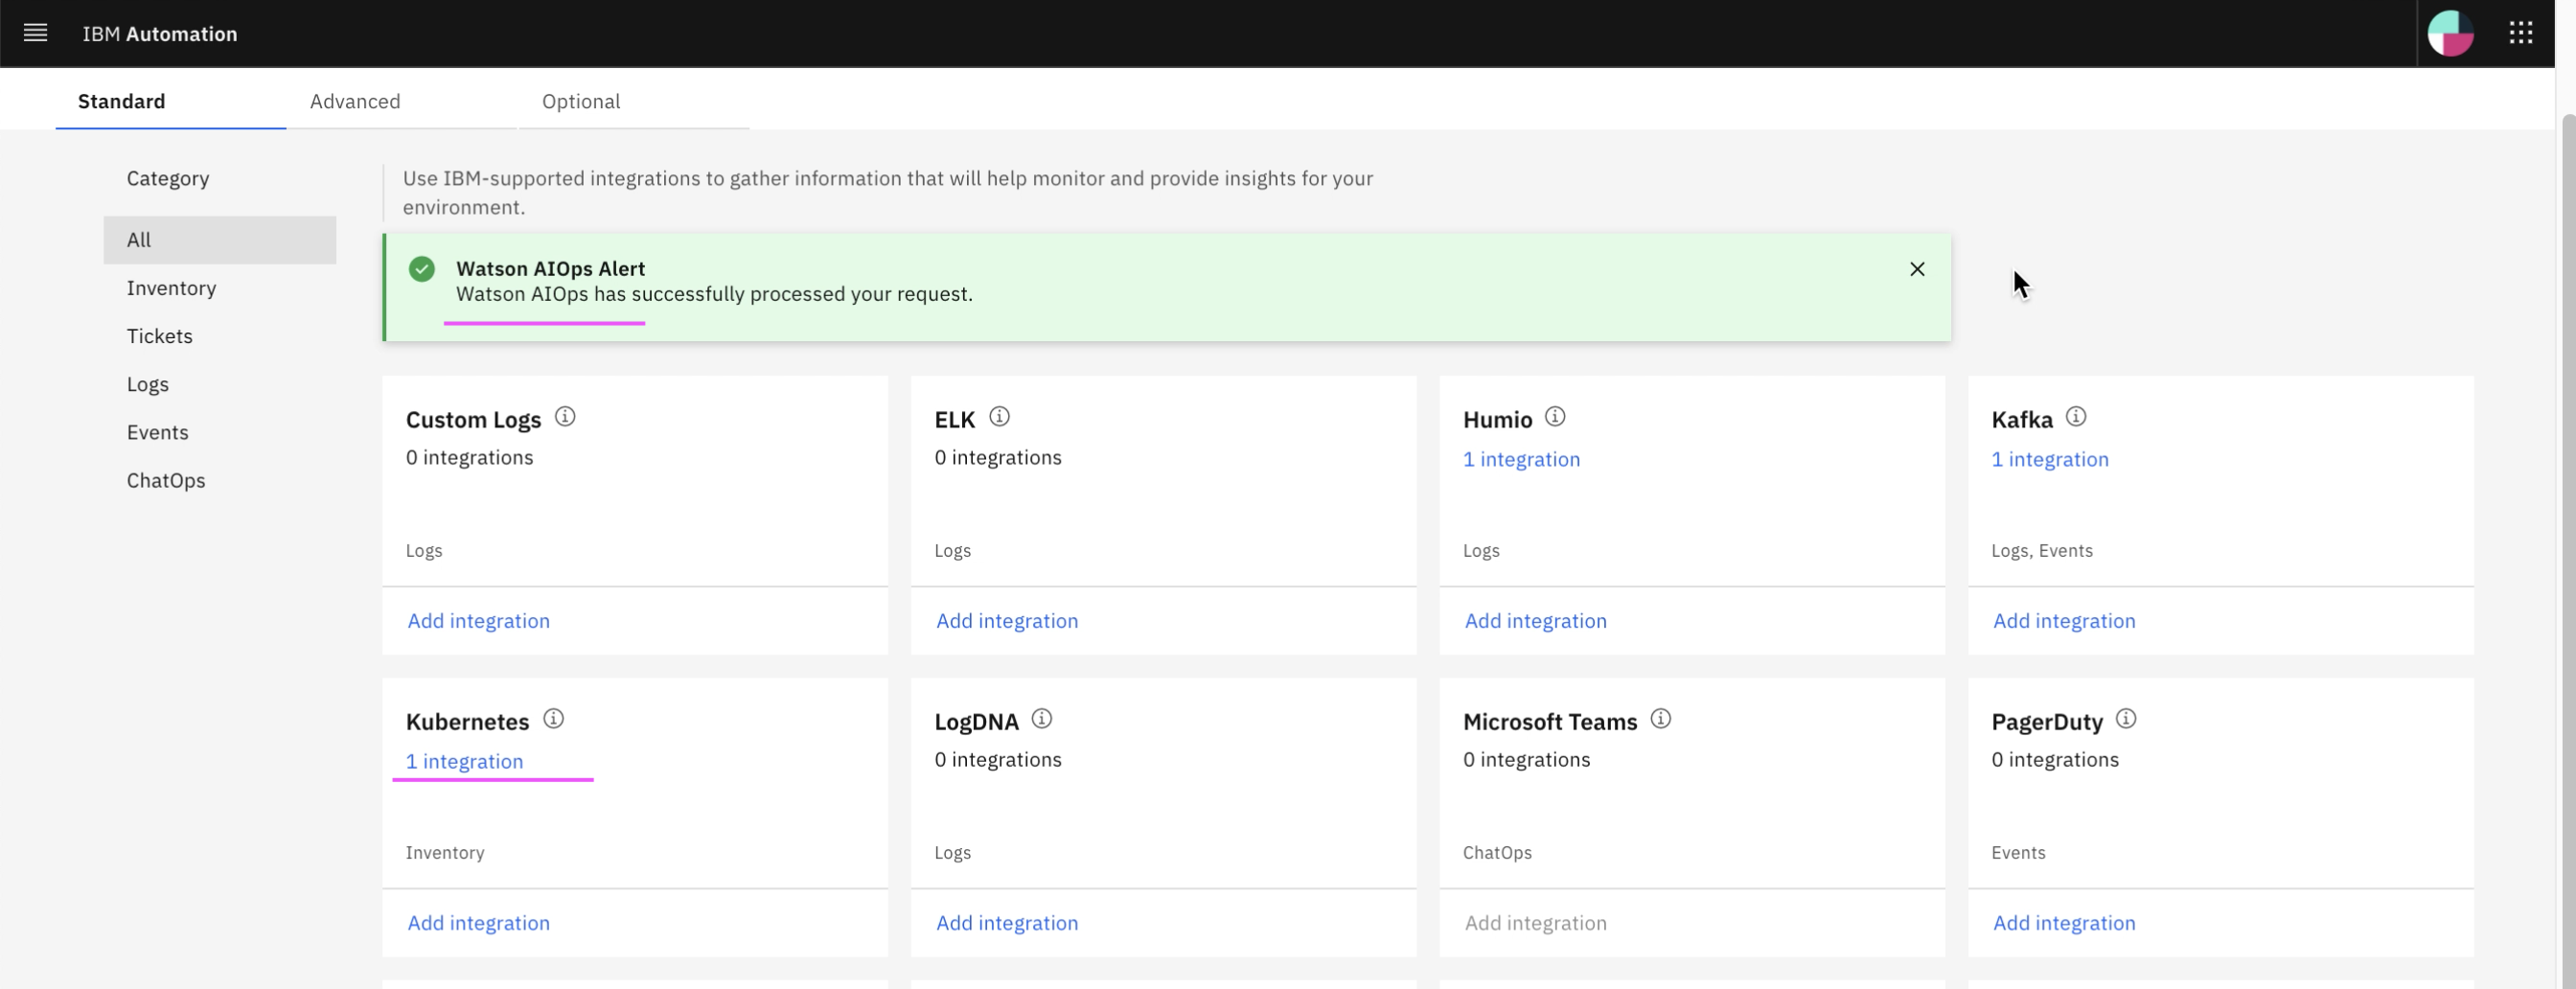 IBM Automation
Standard
Advanced
Optional
Category
All
Inventory
Tickets
Logs
Events
ChatOps
Use IBM-supported integrations to gather information that will help monitor and provide insights for your
environment.
Watson AIOps Alert
Watson AIOps has successfully processed your request.
Custom Logs
0 integrations
Logs
Add integration
ELK
0 integrations
Logs
Add integration
Humio
1 integration
Logs
Add integration
Kafka
1 integration
Logs, Events
Add integration
Kubernetes
1 integration
Inventory
Add integration
LogDNA
0 integrations
Logs
Add integration
Microsoft Teams
0 integrations
ChatOps
Add integration
PagerDuty
0 integrations
Events
Add integration